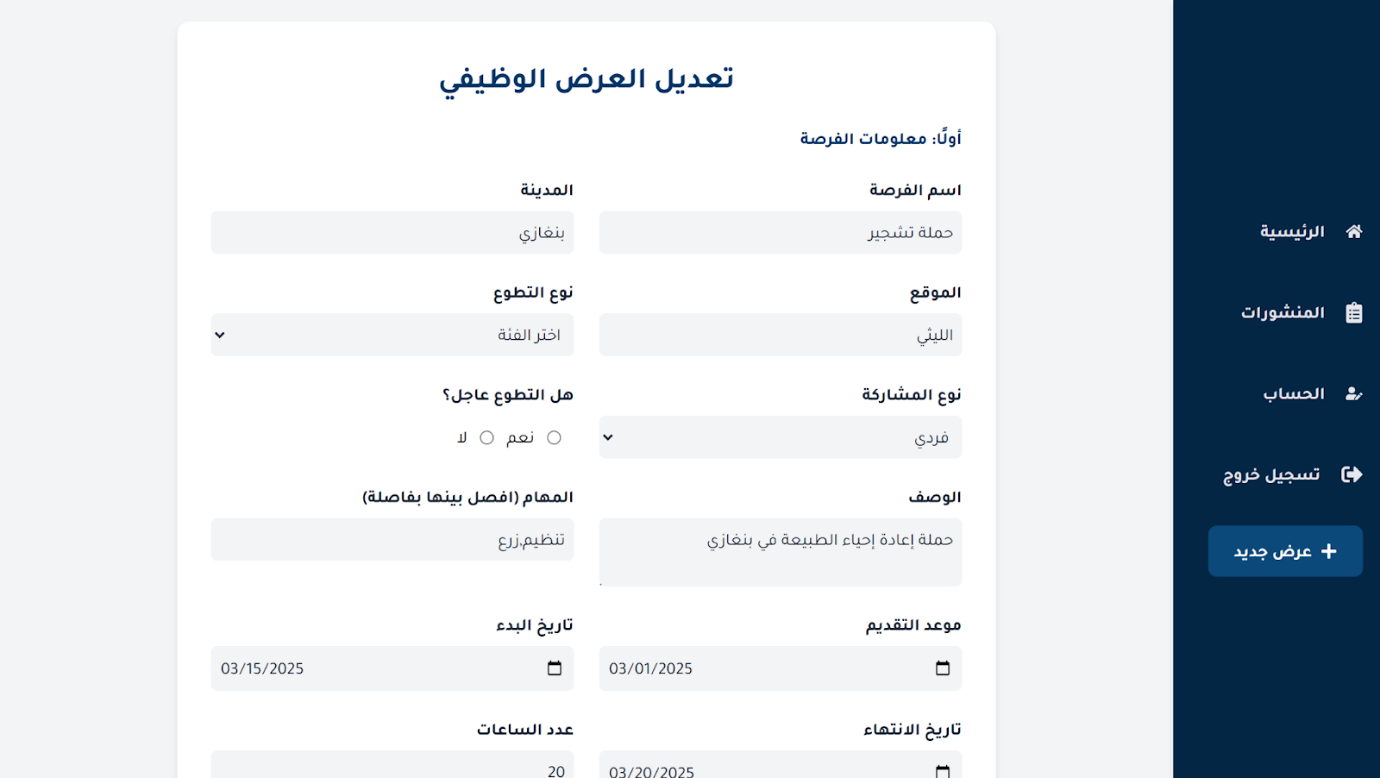 تعديل العرض الوظيفي
أولًا: معلومات الفرصة
اسم الفرصة
المدينة
حملة تشجير
بنغازي
الموقع
نوع التطوع
الليثي
اختر الفئة
نوع المشاركة
هل التطوع عاجل؟
فردي
نعم
لا
الوصف
المهام (افصل بينها بفاصلة)
حملة إعادة إحياء الطبيعة في بنغازي
تنظيم,زرع
موعد التقديم
تاريخ البدء
03/01/2025
03/15/2025
تاريخ الانتهاء
عدد الساعات
03/20/2025
20
الرئيسية
المنشورات
الحساب
تسجيل خروج
عرض جديد